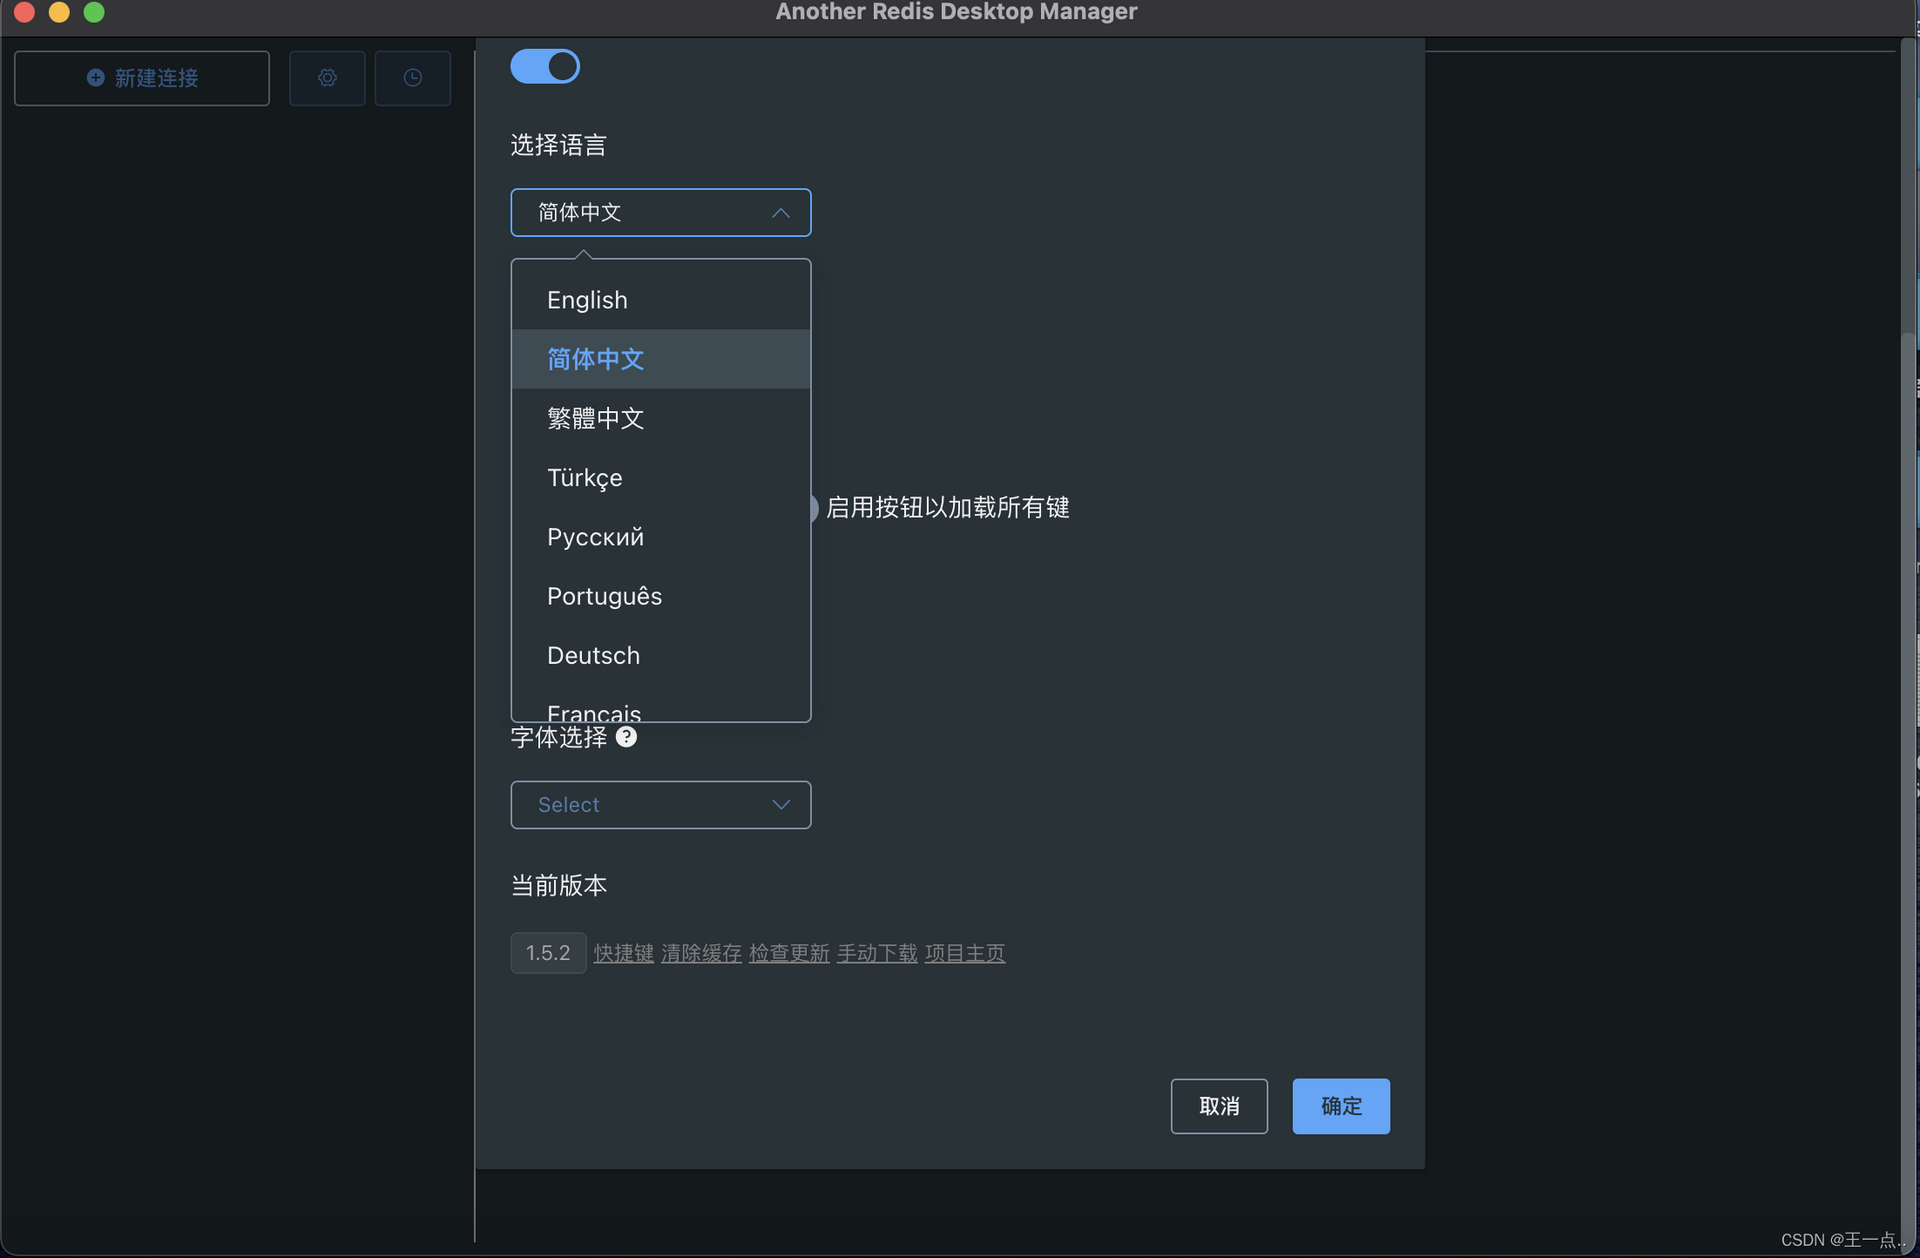 Another Redis Desktop Manager
新建连接
选择语言
简体中文
English
简体中文
繁體中文
Türkçe
Русский
启用按钮以加载所有键
Português
Deutsch
Français
字体选择
Select
当前版本
1.5.2 快捷键 清除缓存 检查更新 手动下载 项目主页
取消 确定
CSDN @王一点..